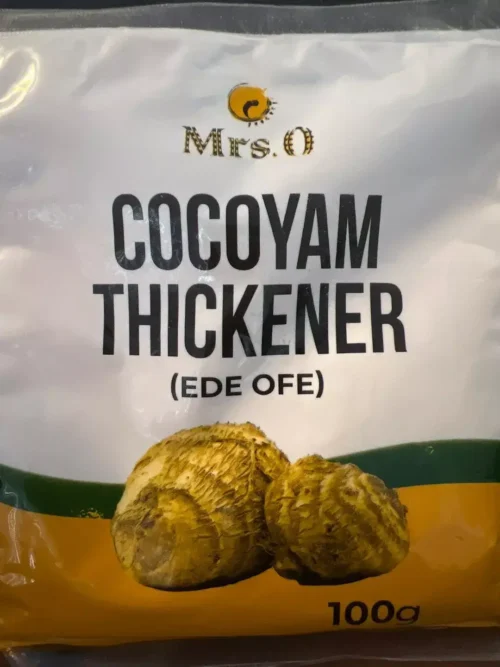 Mrs. O
COCOYAM
THICKENER
(EDE OFE)
100g